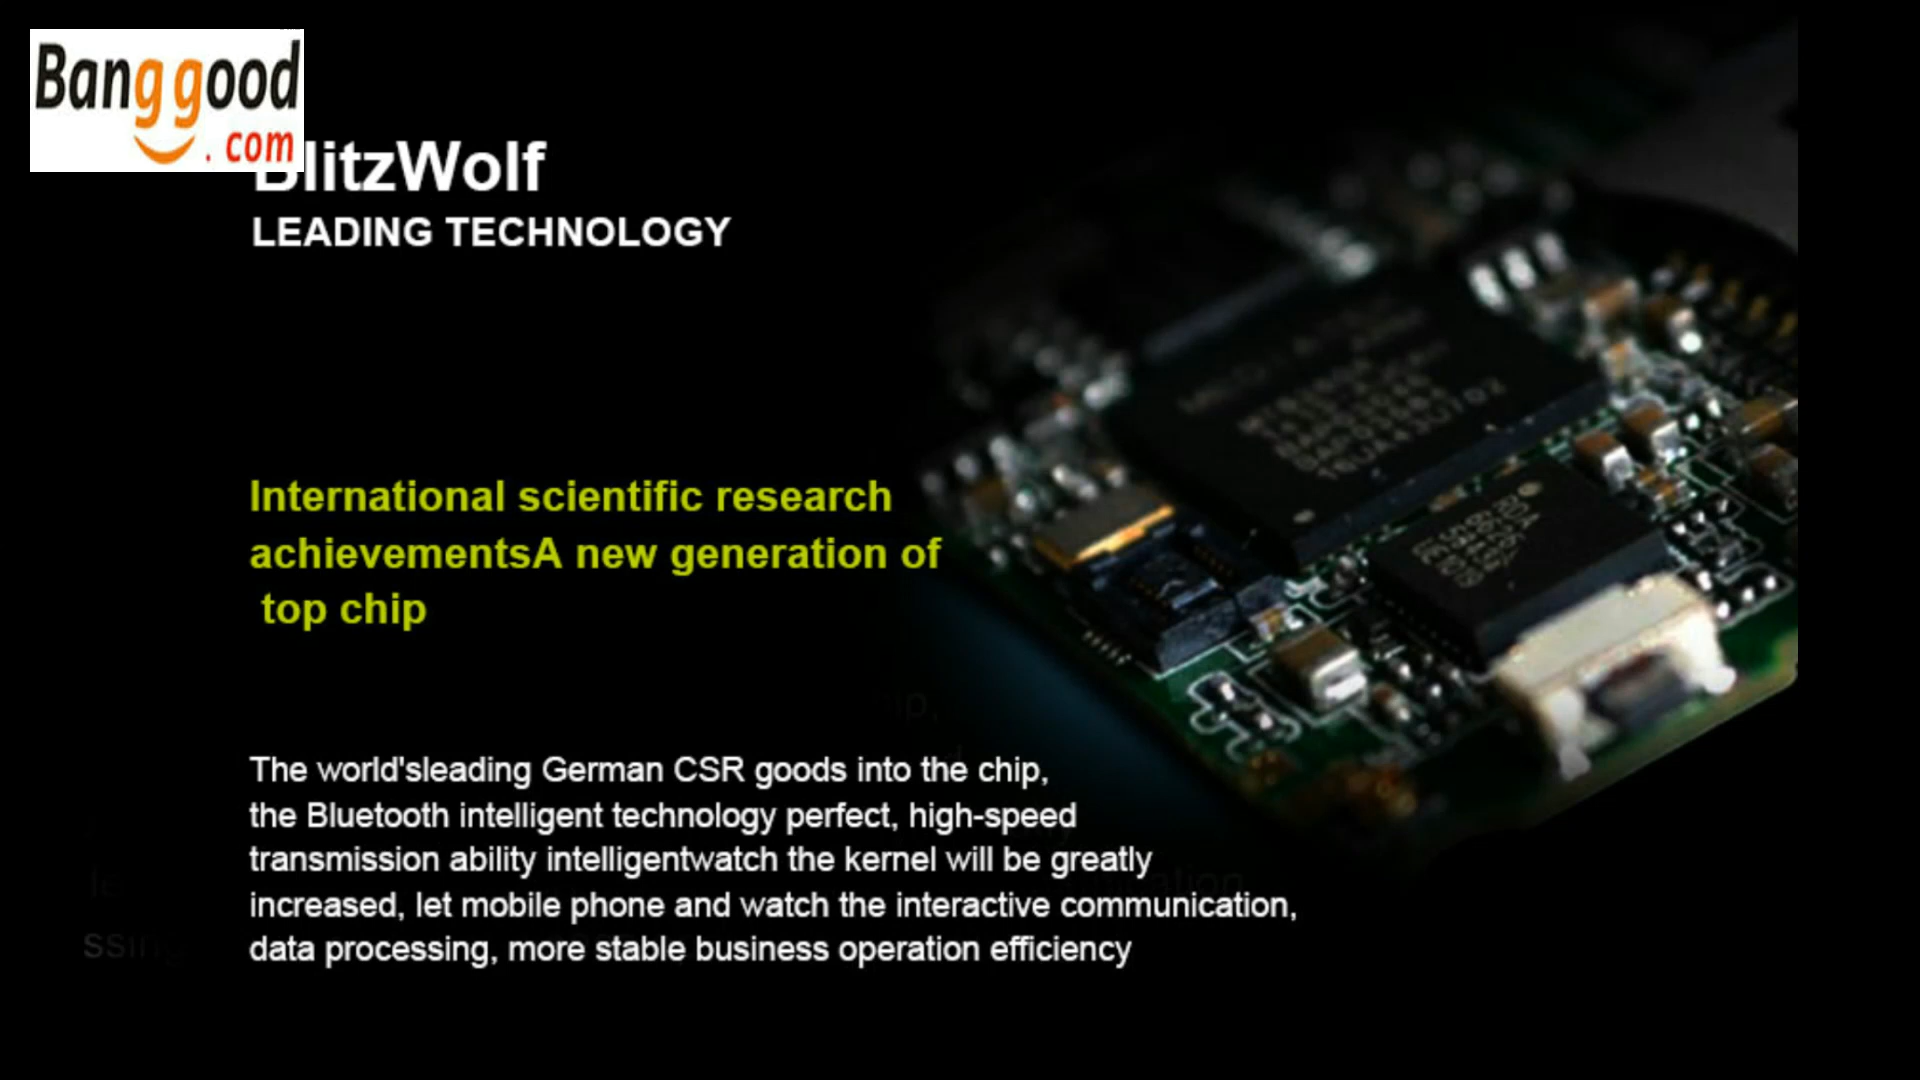 Banggood
.com
BlitzWolf
LEADING TECHNOLOGY
International scientific research
achievementsA new generation of
top chip
The world'sleading German CSR goods into the chip,
the Bluetooth intelligent technology perfect, high-speed
transmission ability intelligentwatch the kernel will be greatly
increased, let mobile phone and watch the interactive communication,
data processing, more stable business operation efficiency